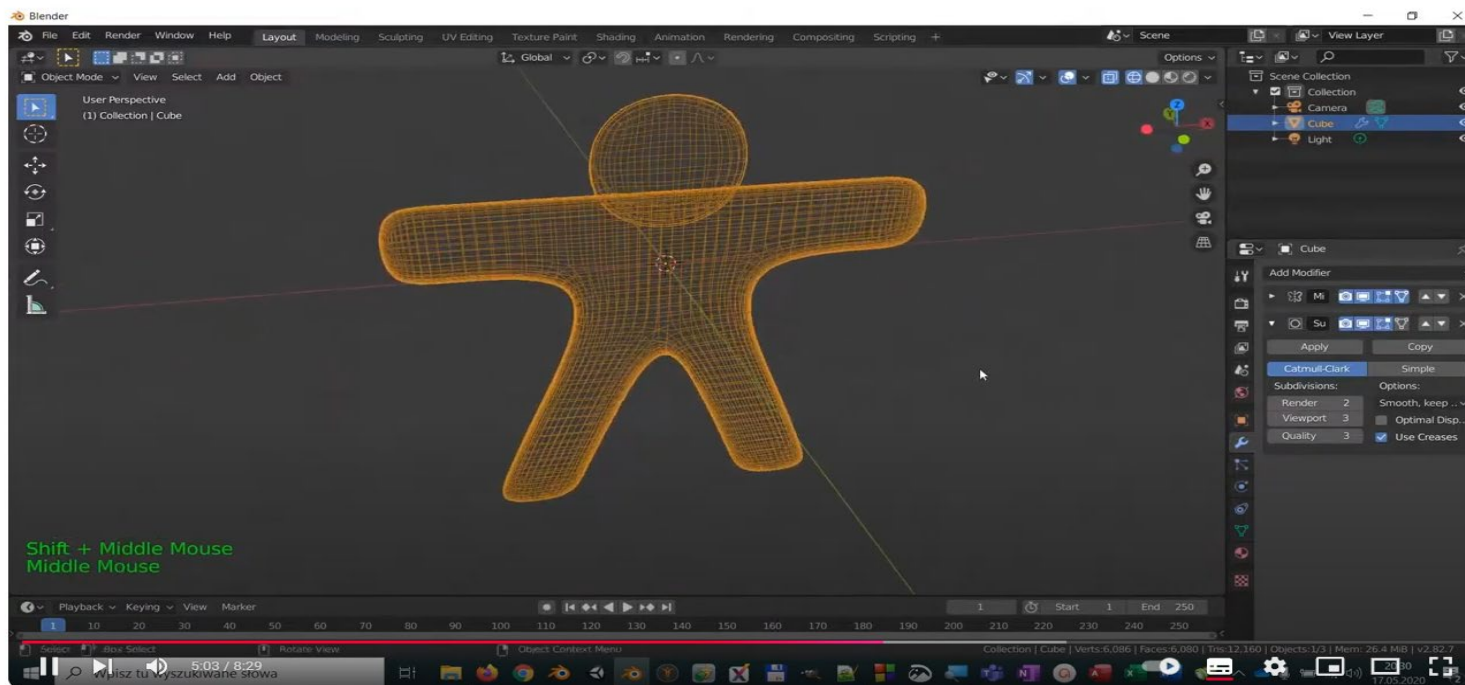 Blender
File Edit Render Window Help Layout Modeling Sculpting UV Editing Texture Paint Shading Animation Rendering Compositing Scripting + Scene View Layer
Global Options
Object Mode View Select Add Object
User Perspective
(1) Collection | Cube
Scene Collection
Collection
Camera
Cube
Light
Z
Y
X
Cube
Add Modifier
Mi
Su
Apply Copy
Catmull-Clark Simple
Subdivisions: Options:
Render 2 Smooth, keep ..
Viewport 3 Optimal Disp..
Quality 3 Use Creases
Shift + Middle Mouse
Middle Mouse
Playback Keying View Marker 1 Start 1 End 250
1 10 20 30 40 50 60 70 80 90 100 110 120 130 140 150 160 170 180 190 200 210 220 230 240 250
Select Box Select Rotate View Object Context Menu Collection | Cube | Verts:6,086 | Faces:6,080 | Tris:12,160 | Objects:1/3 | Mem: 26.4 MiB | v2.82.7
5:03 / 8:29
Wpisz tu wyszukiwane słowa
20:30
17.05.2020